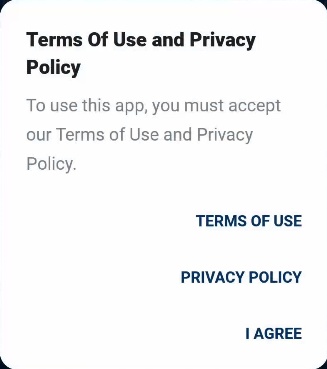 Terms Of Use and Privacy
Policy
To use this app, you must accept
our Terms of Use and Privacy
Policy.
TERMS OF USE
PRIVACY POLICY
I AGREE